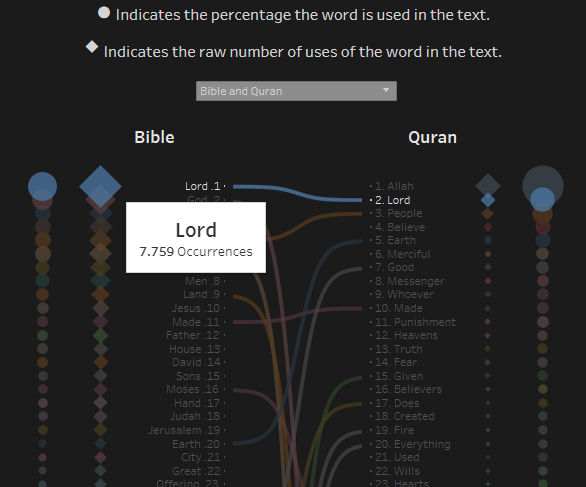 Indicates the percentage the word is used in the text.
Indicates the raw number of uses of the word in the text.
Bible and Quran
Bible
Quran
Lord .1 ·
God .2 ·
Lord
7.759 Occurrences
Men .8 ·
Land .9 ·
Jesus .10 ·
Made .11 ·
Father .12 ·
House .13 ·
David .14 ·
Sons .15 ·
Moses .16 ·
Hand .17 ·
Judah .18 ·
Jerusalem .19 ·
Earth .20 ·
City .21 ·
Great .22 ·
Offering .23 ·
· 1. Allah
· 2. Lord
· 3. People
· 4. Believe
· 5. Earth
· 6. Merciful
· 7. Good
· 8. Messenger
· 9. Whoever
· 10. Made
· 11. Punishment
· 12. Heavens
· 13. Truth
· 14. Fear
· 15. Given
· 16. Believers
· 17. Does
· 18. Created
· 19. Fire
· 20. Everything
· 21. Used
· 22. Wills
· 23. Hearts